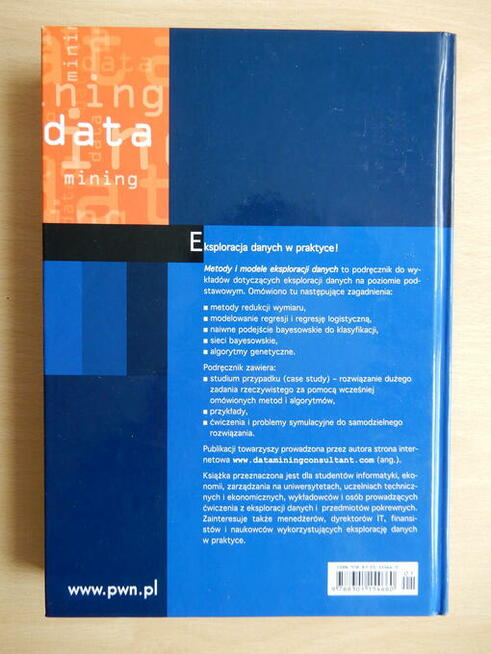 mining
data
ning
data
mining
Eksploracja danych w praktyce!
Metody i modele eksploracji danych to podręcznik do wy-
kładów dotyczących eksploracji danych na poziomie pod-
stawowym. Omówiono tu następujące zagadnienia:
■ metody redukcji wymiaru,
■ modelowanie regresji i regresję logistyczną,
■ naiwne podejście bayesowskie do klasyfikacji,
■ sieci bayesowskie,
■ algorytmy genetyczne.
Podręcznik zawiera:
■ studium przypadku (case study) – rozwiązanie dużego
zadania rzeczywistego za pomocą wcześniej
omówionych metod i algorytmów,
■ przykłady,
■ ćwiczenia i problemy symulacyjne do samodzielnego
rozwiązania.
Publikacji towarzyszy prowadzona przez autora strona inter-
netowa www.dataminingconsultant.com (ang.).
Książka przeznaczona jest dla studentów informatyki, eko-
nomii, zarządzania na uniwersytetach, uczelniach technicz-
nych i ekonomicznych, wykładowców i osób prowadzących
ćwiczenia z eksploracji danych i przedmiotów pokrewnych.
Zainteresuje także menedżerów, dyrektorów IT, finansi-
stów i naukowców wykorzystujących eksplorację danych
w praktyce.
www.pwn.pl
01